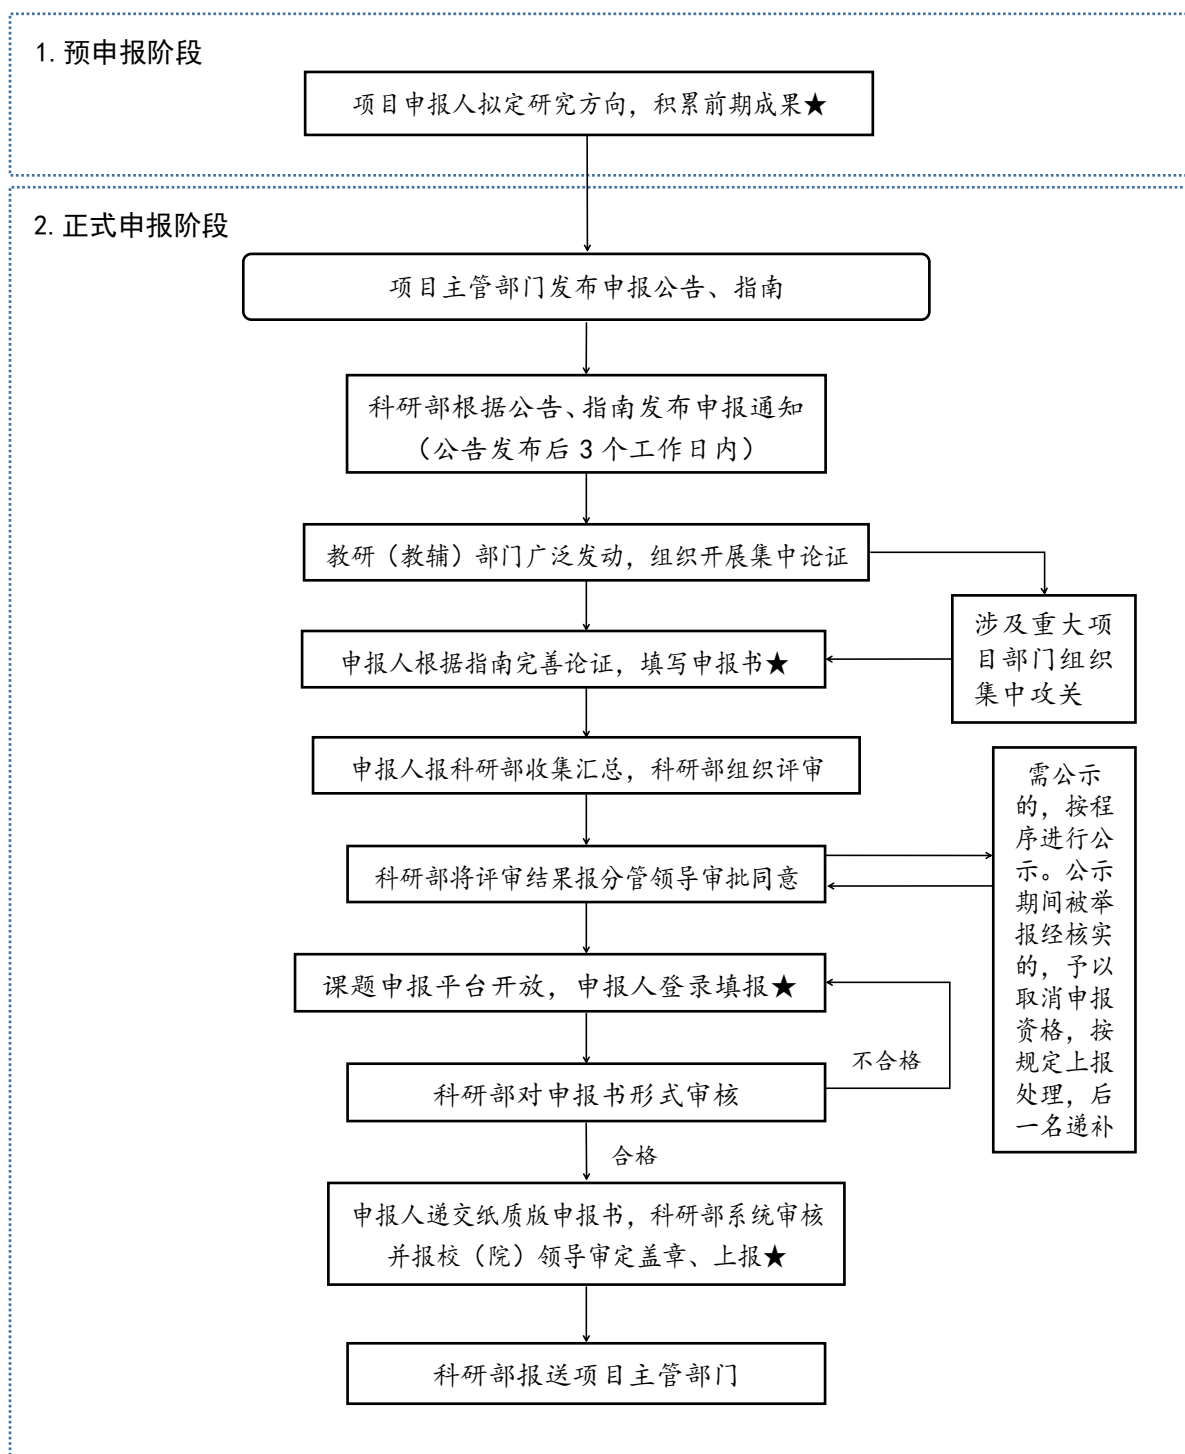 1.预申报阶段
项目申报人拟定研究方向，积累前期成果★
2.正式申报阶段
项目主管部门发布申报公告、指南
科研部根据公告、指南发布申报通知
（公告发布后 3 个工作日内）
教研（教辅）部门广泛发动，组织开展集中论证
涉及重大项
目部门组织
集中攻关
申报人根据指南完善论证，填写申报书★
申报人报科研部收集汇总，科研部组织评审
科研部将评审结果报分管领导审批同意
需公示
的，按程
序进行公
示。公示
期间被举
报经核实
的，予以
取消申报
资格，按
规定上报
处理，后
一名递补
课题申报平台开放，申报人登录填报★
不合格
科研部对申报书形式审核
合格
申报人递交纸质版申报书，科研部系统审核
并报校（院）领导审定盖章、上报★
科研部报送项目主管部门